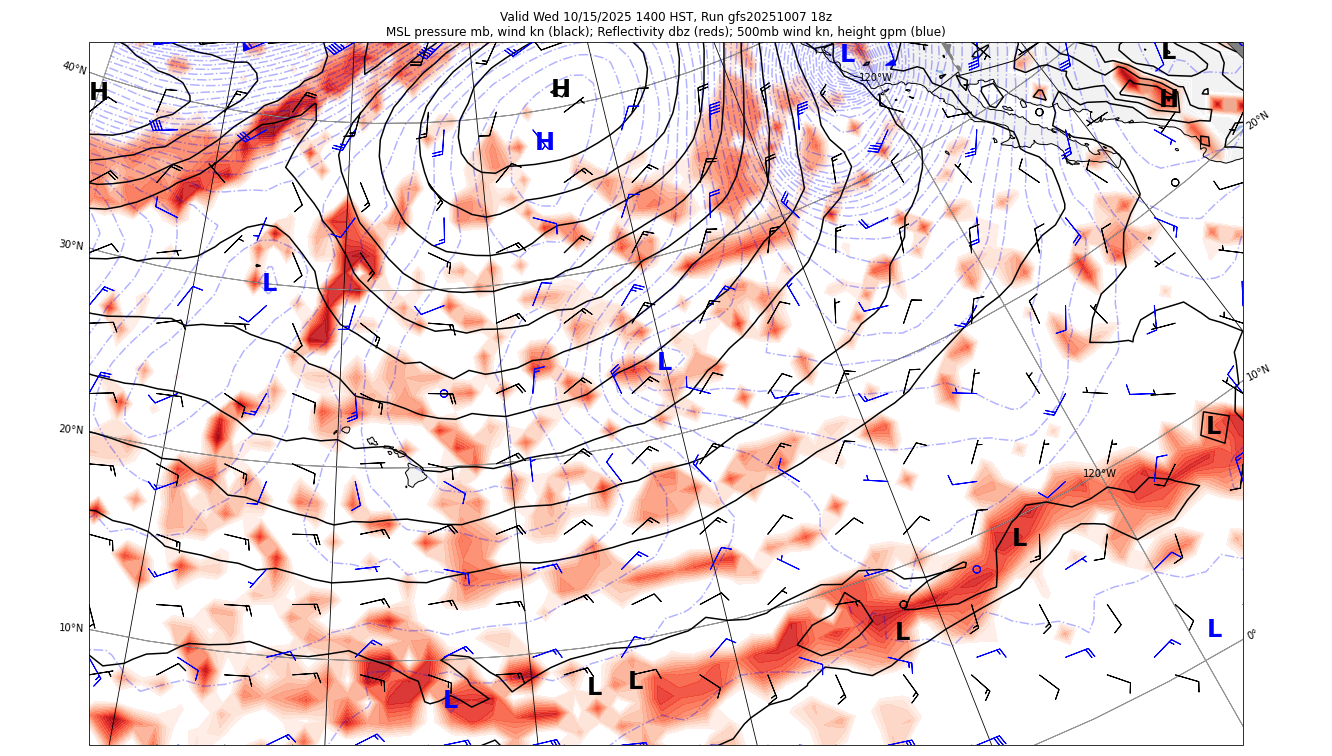 Valid Wed 10/15/2025 1400 HST, Run gfs20251007 18z
MSL pressure mb, wind kn (black); Reflectivity dbz (reds); 500mb wind kn, height gpm (blue)
L
L
40°N
H
H
H
120°W
20°N
H
30°N
L
L
10°N
20°N
L
120°W
L
10°N
L
L
0°
L
L
L